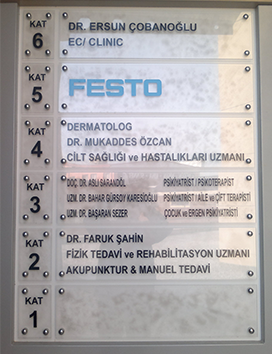 KAT 6
DR. ERSUN ÇOBANOĞLU
EC/ CLINIC
KAT 5
FESTO
KAT 4
DERMATOLOG
DR. MUKADDES ÖZCAN
CİLT SAĞLIĞI ve HASTALIKLARI UZMANI
KAT 3
DOÇ. DR. ASLI SARANDÖL PSİKİYATRİST / PSİKOTERAPİST
UZM. DR. BAHAR GÜRSOY KARESİOĞLU PSİKİYATRİST / AİLE ve ÇİFT TERAPİSTİ
UZM. DR. BAŞARAN SEZER ÇOCUK ve ERGEN PSİKİYATRİSTİ
KAT 2
DR. FARUK ŞAHİN
FİZİK TEDAVİ ve REHABİLİTASYON UZMANI
AKUPUNKTUR & MANUEL TEDAVİ
KAT 1